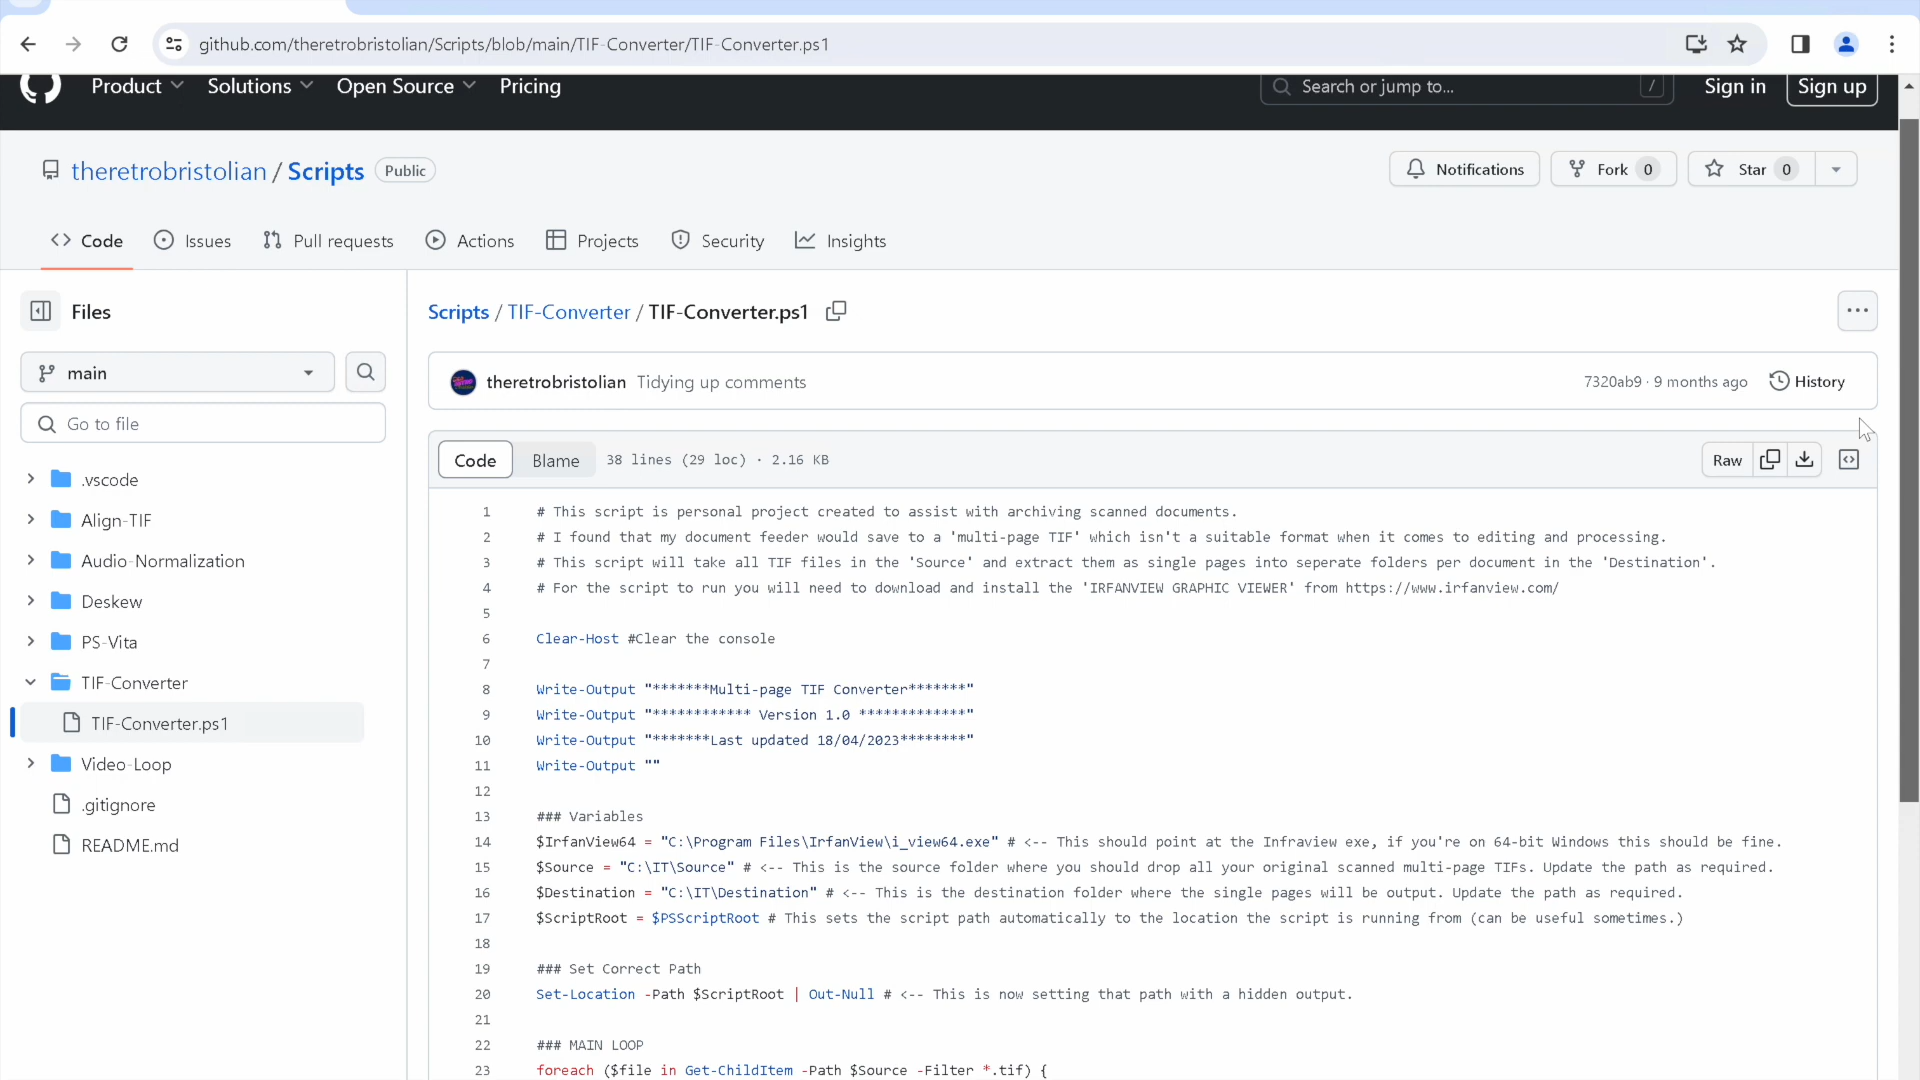 github.com/theretrobristolian/Scripts/blob/main/TIF-Converter/TIF-Converter.ps1
Product Solutions Open Source Pricing Search or jump to... / Sign in Sign up
theretrobristolian / Scripts Public Notifications Fork 0 Star 0
Code Issues Pull requests Actions Projects Security Insights
Files
main
Go to file
.vscode
Align-TIF
Audio-Normalization
Deskew
PS-Vita
TIF-Converter
TIF-Converter.ps1
Video-Loop
.gitignore
README.md
Scripts / TIF-Converter / TIF-Converter.ps1
theretrobristolian Tidying up comments 7320ab9 · 9 months ago History
Code Blame 38 lines (29 loc) · 2.16 KB Raw
1 # This script is personal project created to assist with archiving scanned documents.
2 # I found that my document feeder would save to a 'multi-page TIF' which isn't a suitable format when it comes to editing and processing.
3 # This script will take all TIF files in the 'Source' and extract them as single pages into seperate folders per document in the 'Destination'.
4 # For the script to run you will need to download and install the 'IRFANVIEW GRAPHIC VIEWER' from https://www.irfanview.com/
5
6 Clear-Host #Clear the console
7
8 Write-Output "*******Multi-page TIF Converter*******"
9 Write-Output "************ Version 1.0 *************"
10 Write-Output "*******Last updated 18/04/2023********"
11 Write-Output ""
12
13 ### Variables
14 $IrfanView64 = "C:\Program Files\IrfanView\i_view64.exe" # <-- This should point at the Infraview exe, if you're on 64-bit Windows this should be fine.
15 $Source = "C:\IT\Source" # <-- This is the source folder where you should drop all your original scanned multi-page TIFs. Update the path as required.
16 $Destination = "C:\IT\Destination" # <-- This is the destination folder where the single pages will be output. Update the path as required.
17 $ScriptRoot = $PSScriptRoot # This sets the script path automatically to the location the script is running from (can be useful sometimes.)
18
19 ### Set Correct Path
20 Set-Location -Path $ScriptRoot | Out-Null # <-- This is now setting that path with a hidden output.
21
22 ### MAIN LOOP
23 foreach ($file in Get-ChildItem -Path $Source -Filter *.tif) {